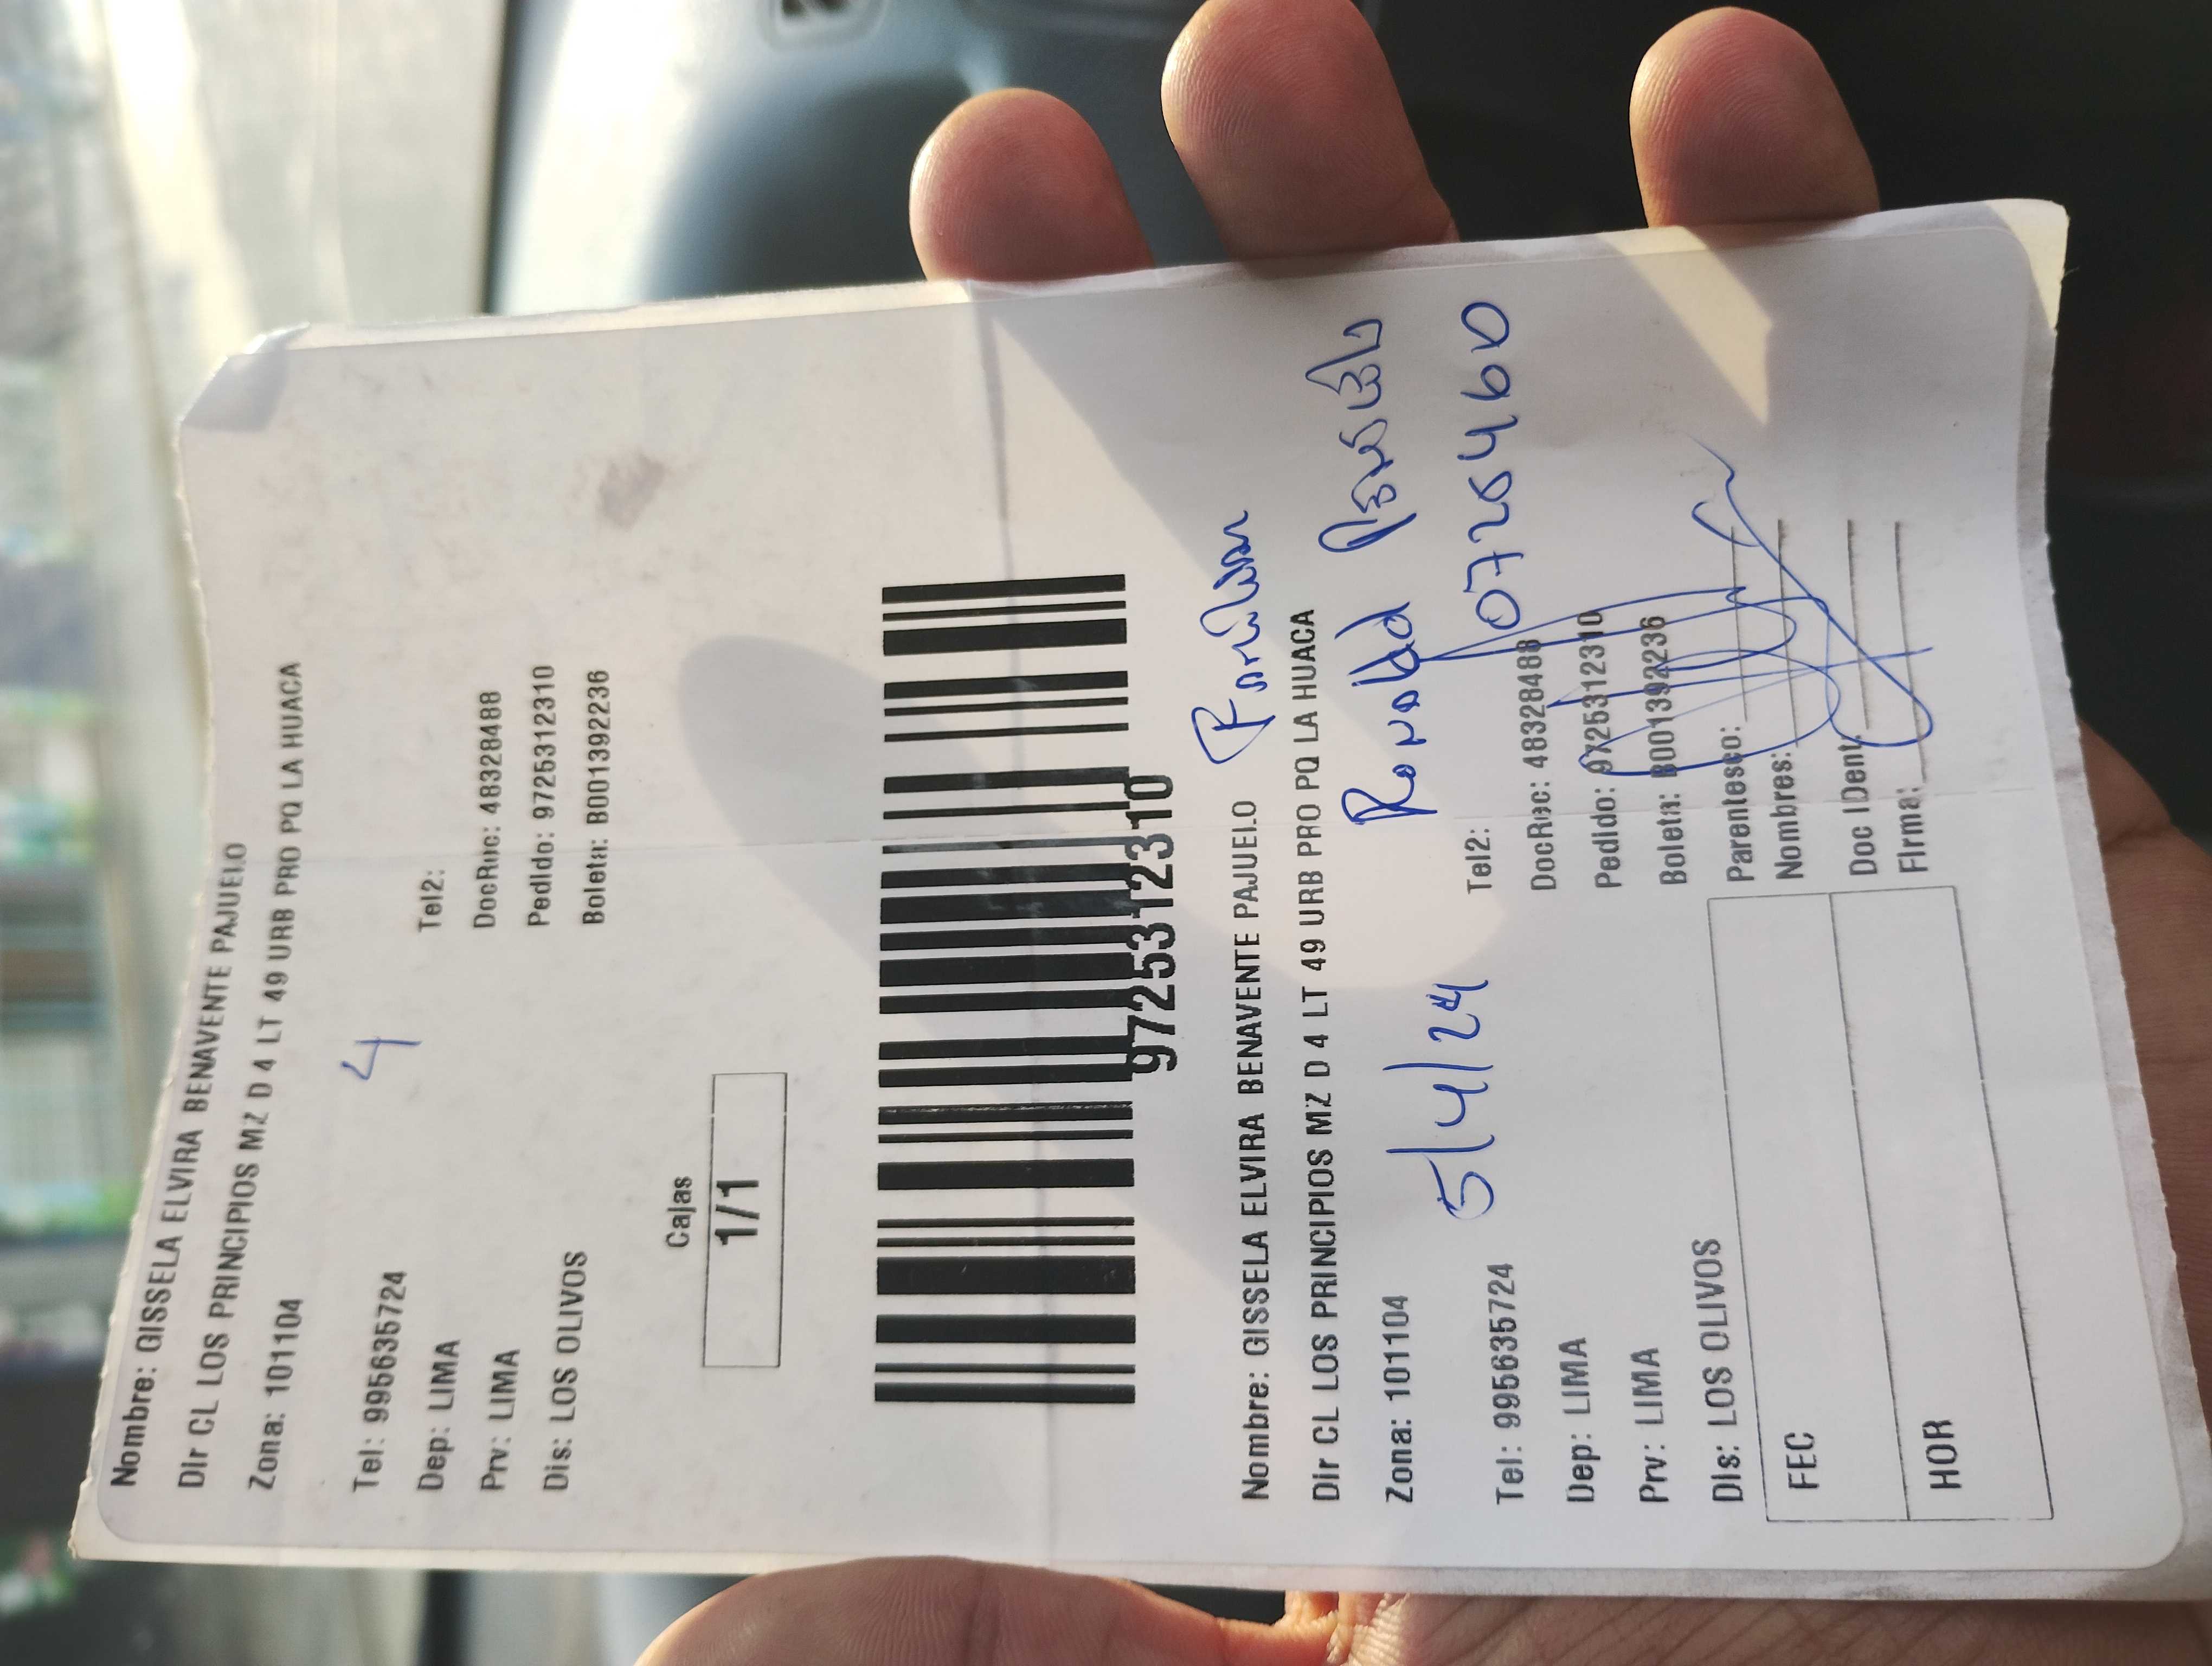 Nombre: GISSELA ELVIRA BENAVENTE PAJUELO
Dir CL LOS PRINCIPIOS MZ D 4 LT 49 URB PRO PQ LA HUACA
Zona: 101104
4
Tel: 995635724 Tel2:
Dep: LIMA DocRuc: 48328488
Prv: LIMA Pedido: 9725312310
Dis: LOS OLIVOS Boleta: B001392236
Cajas
1/1
9725312310
Nombre: GISSELA ELVIRA BENAVENTE PAJUELO
Dir CL LOS PRINCIPIOS MZ D 4 LT 49 URB PRO PQ LA HUACA
Zona: 101104
Ronald
5/4/24
07264460
Tel: 995635724 Tel2:
Dep: LIMA DocRuc: 48328488
Prv: LIMA Pedido: 9725312310
Dis: LOS OLIVOS Boleta: B001392236
FEC
HOR
Parentesco:
Nombres:
Doc IDent:
Firma: